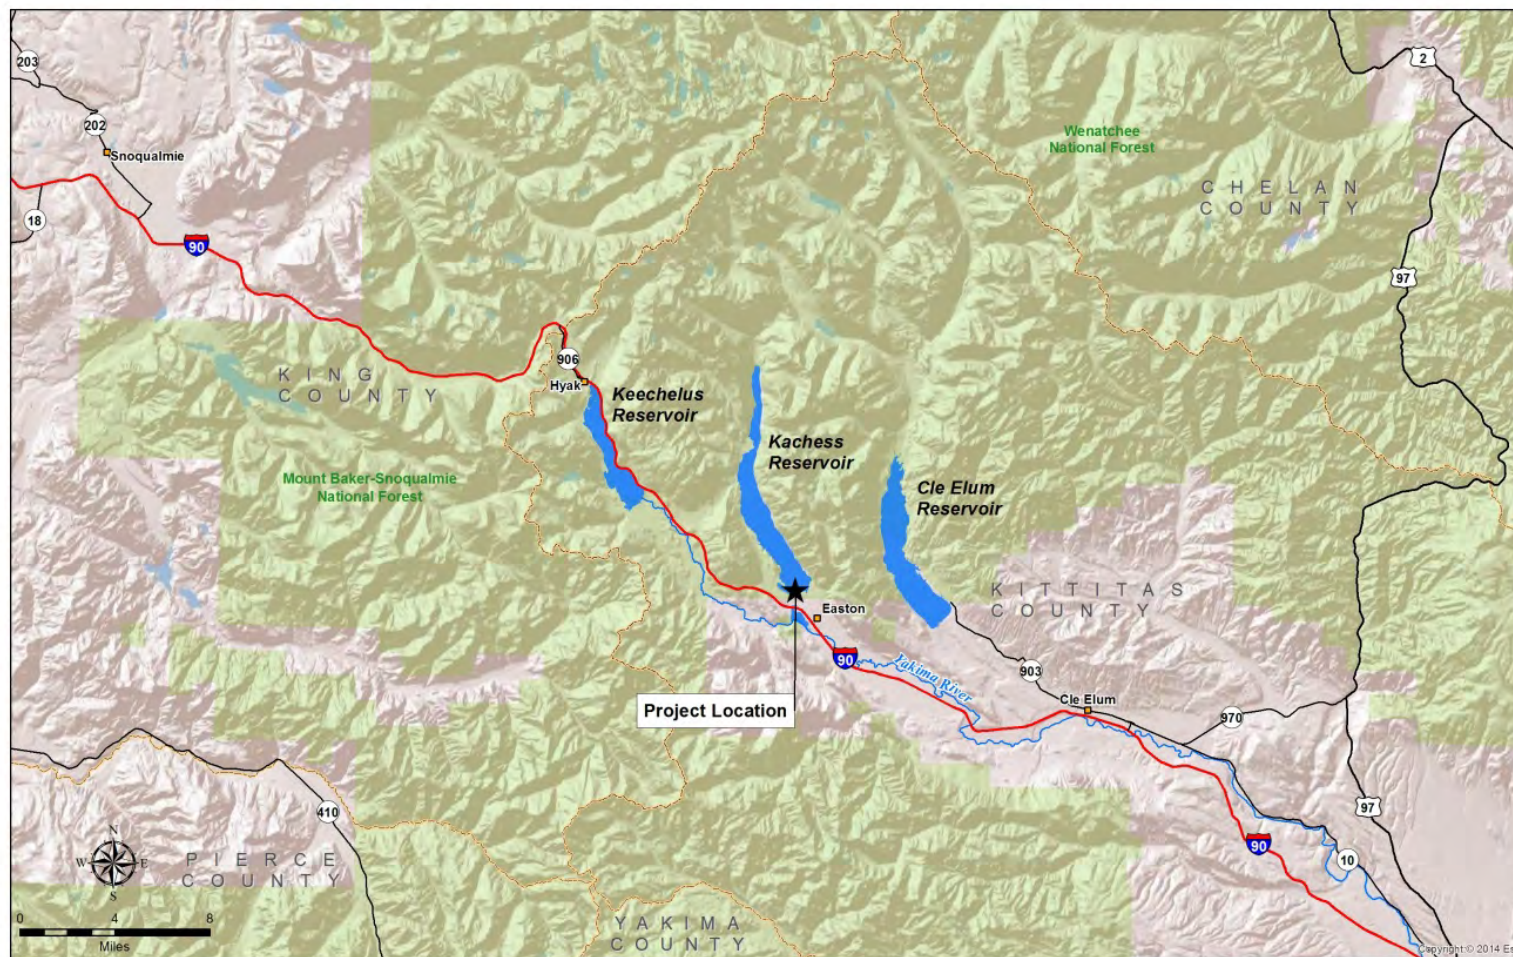 203
202
Snoqualmie
18
90
2
Wenatchee
National Forest
CHELAN
COUNTY
97
906
Hyak
KING
COUNTY
Keechelus
Reservoir
Kachess
Reservoir
Cle Elum
Reservoir
Mount Baker-Snoqualmie
National Forest
KITTITAS
COUNTY
Easton
90
Yakima River
903
Cle Elum
Project Location
970
410
97
90
10
N
W
E
S
PIERCE
COUNTY
YAKIMA
COUNTY
0
4
8
Miles
Copyright © 2014 Es